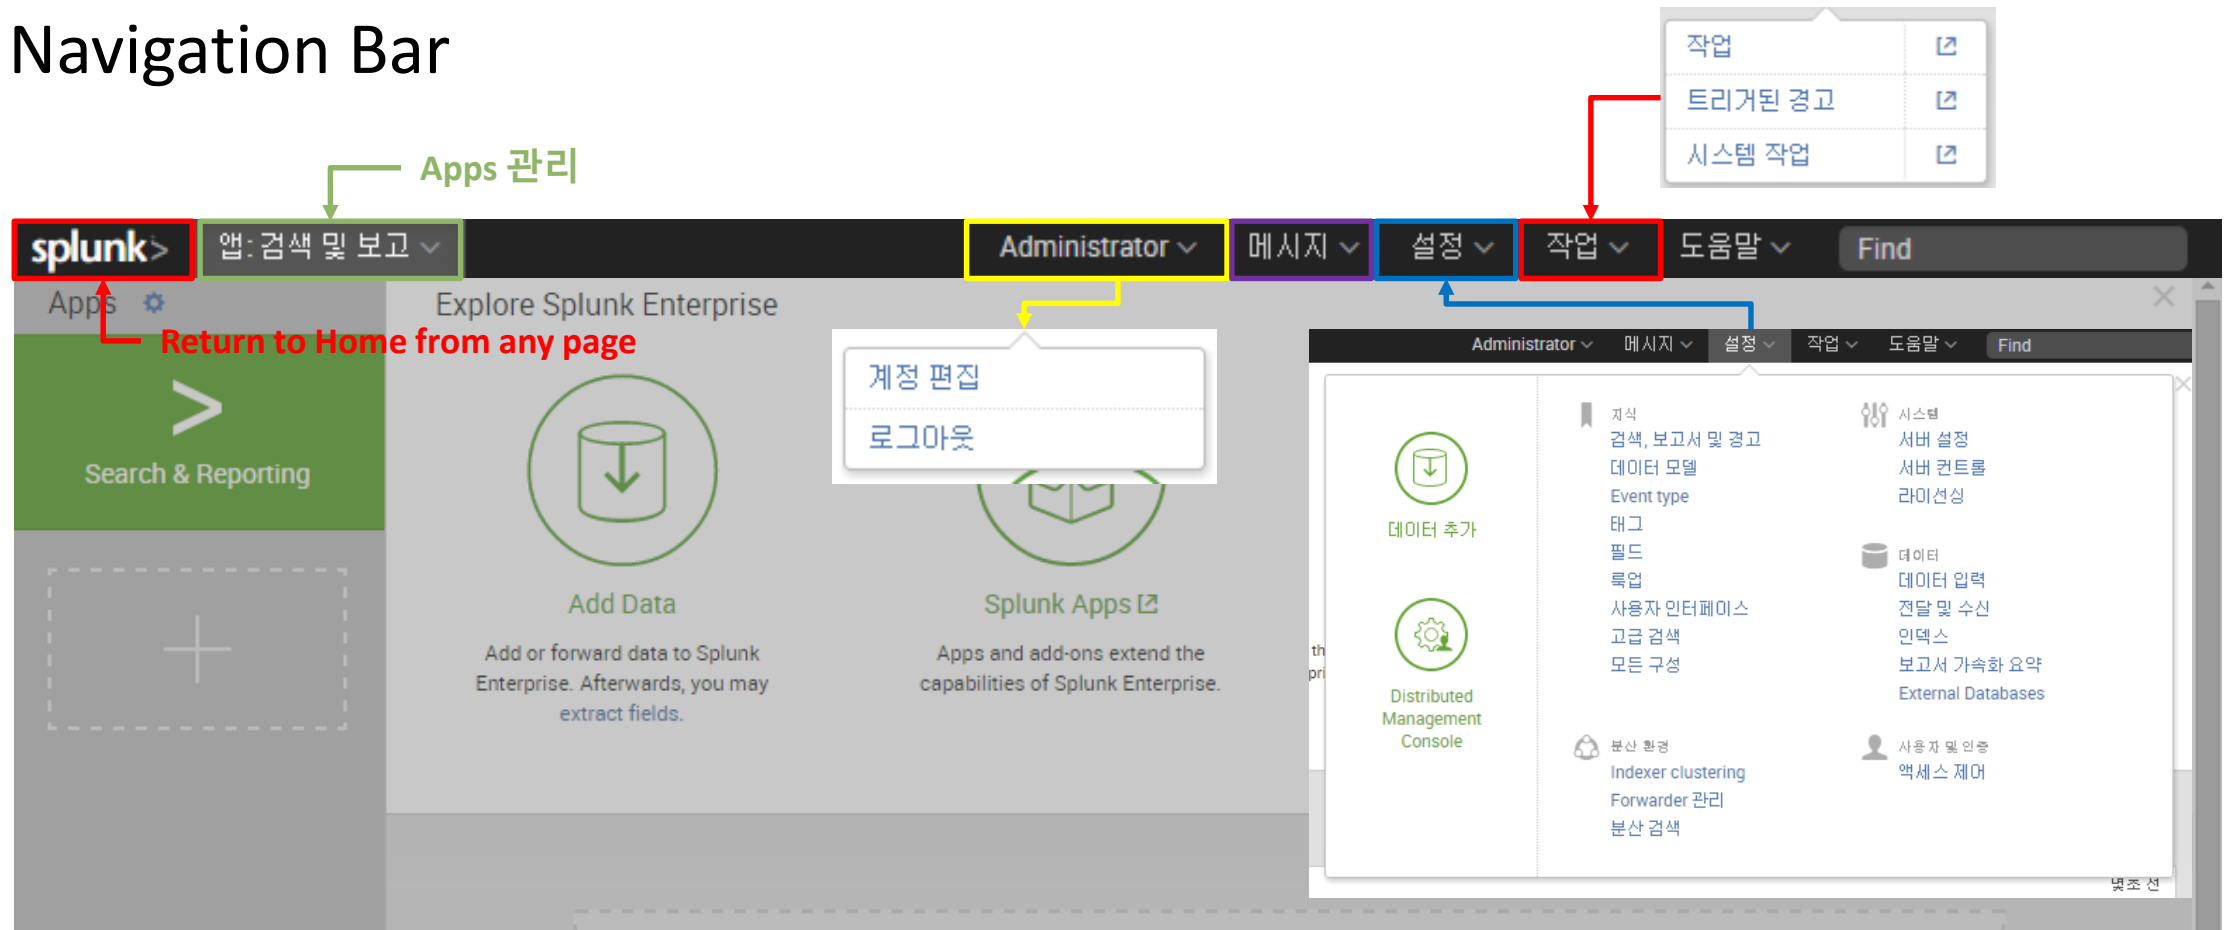 Navigation Bar
작업
트리거된 경고
시스템 작업
Apps 관리
splunk>
앱: 검색 및 보고
Administrator
메시지
설정
작업
도움말
Find
Apps
Explore Splunk Enterprise
Return to Home from any page
Search & Reporting
Add Data
Add or forward data to Splunk
Enterprise. Afterwards, you may
extract fields.
Splunk Apps
Apps and add-ons extend the
capabilities of Splunk Enterprise.
계정 편집
로그아웃
Administrator
메시지
설정
작업
도움말
Find
데이터 추가
Distributed
Management
Console
지식
검색, 보고서 및 경고
데이터 모델
Event type
태그
필드
룩업
사용자 인터페이스
고급 검색
모든 구성
분산 환경
Indexer clustering
Forwarder 관리
분산 검색
시스템
서버 설정
서버 컨트롤
라이선싱
데이터
데이터 입력
전달 및 수신
인덱스
보고서 가속화 요약
External Databases
사용자 및 인증
액세스 제어
th
pri